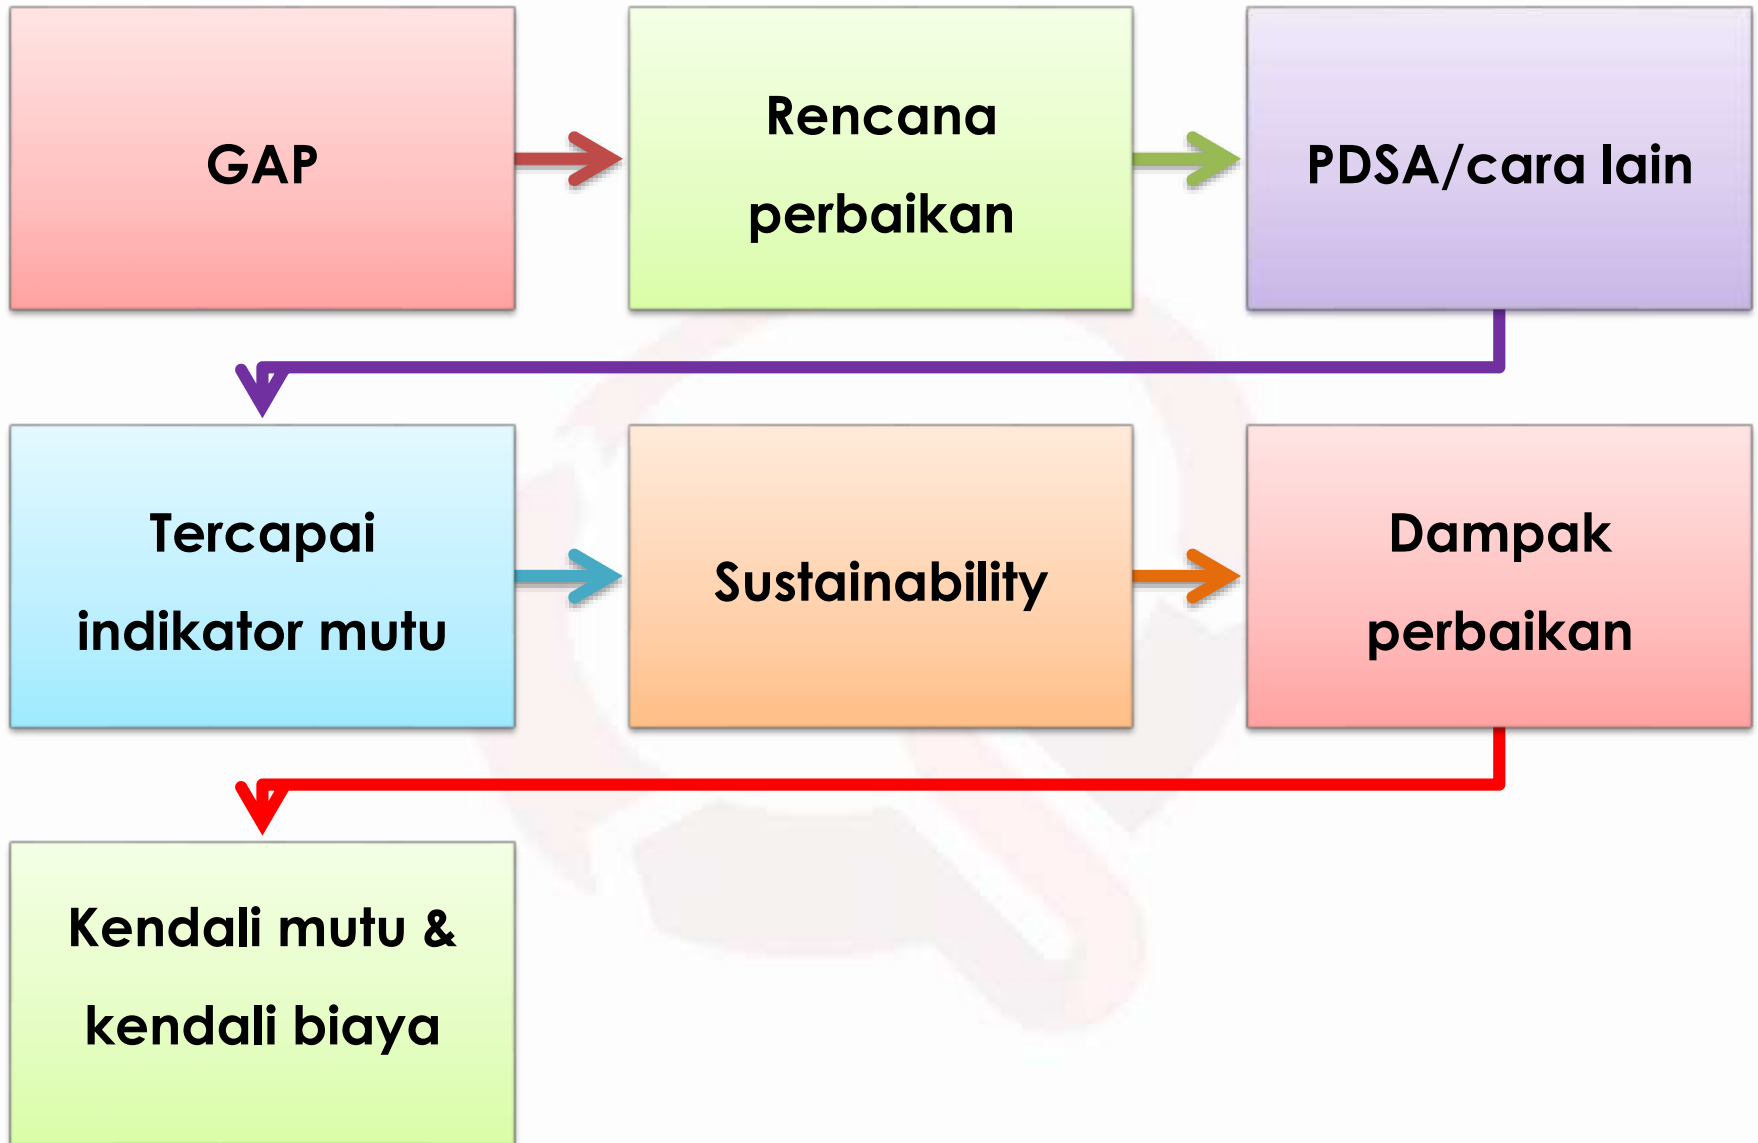 GAP
Rencana
perbaikan
PDSA/cara lain
Tercapai
indikator mutu
Sustainability
Dampak
perbaikan
Kendali mutu &
kendali biaya